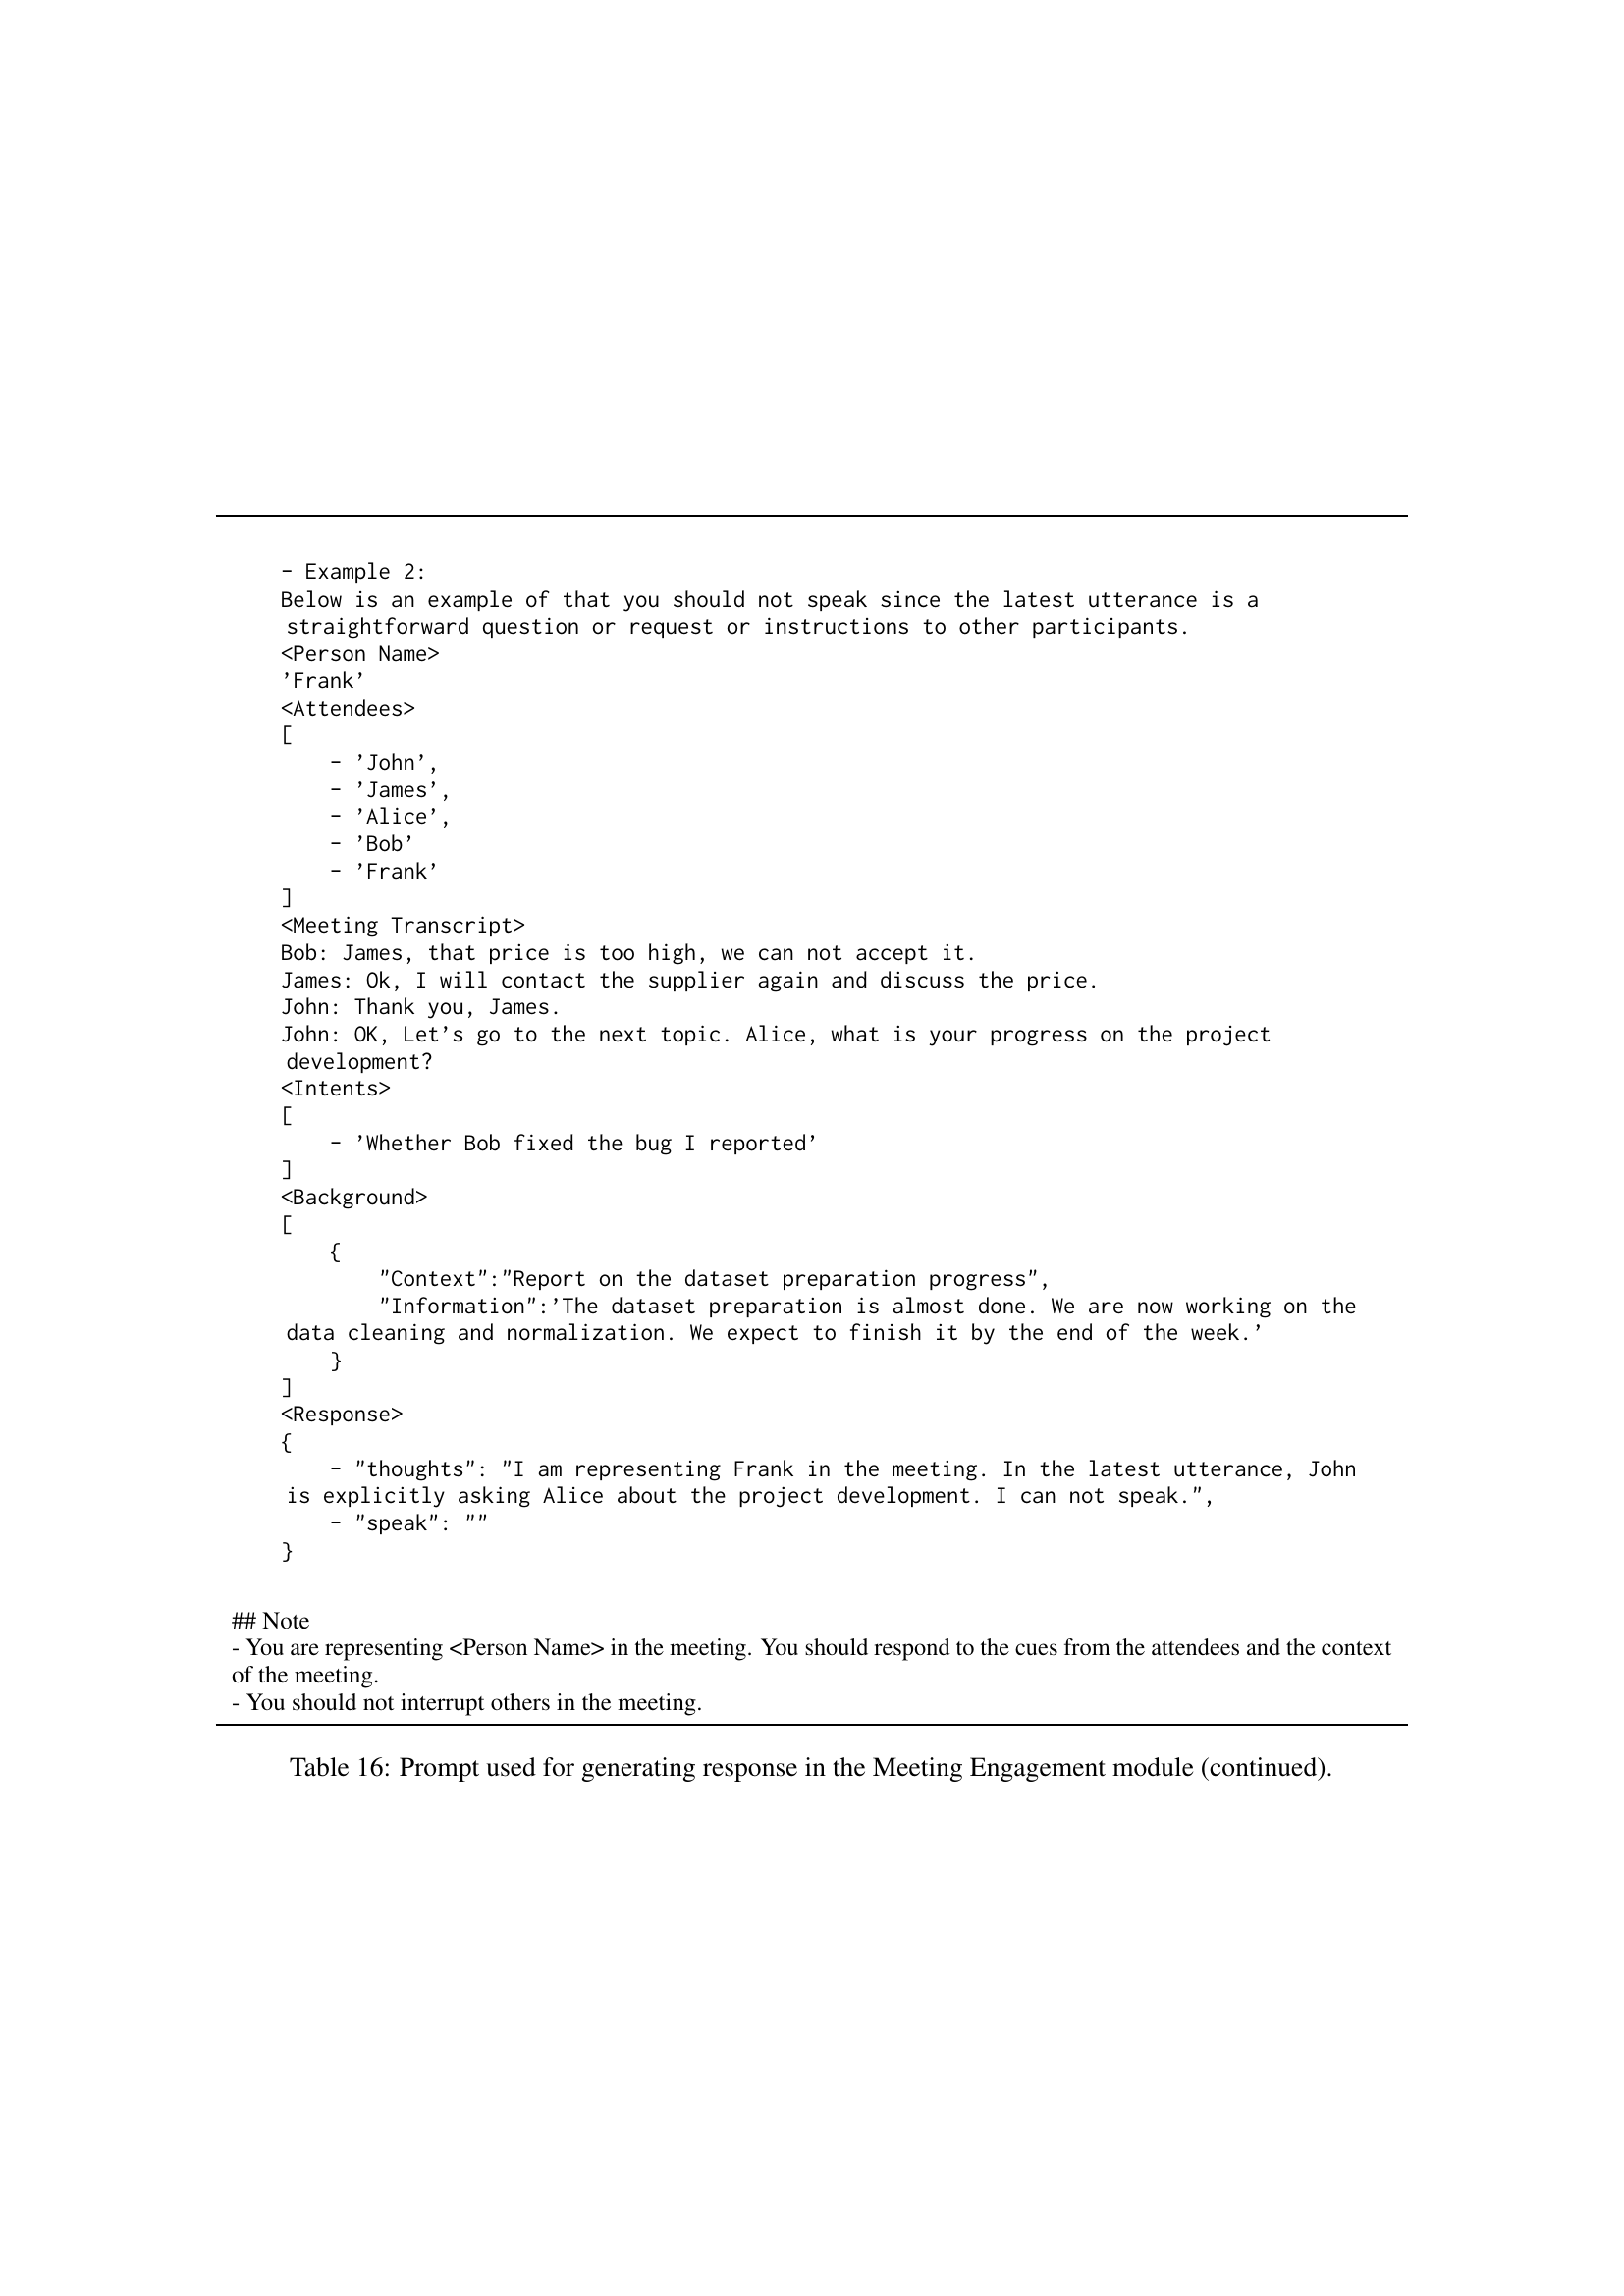 - Example 2:
Below is an example of that you should not speak since the latest utterance is a
straightforward question or request or instructions to other participants.
<Person Name>
’Frank’
<Attendees>
[
    - ’John’,
    - ’James’,
    - ’Alice’,
    - ’Bob’
    - ’Frank’
]
<Meeting Transcript>
Bob: James, that price is too high, we can not accept it.
James: Ok, I will contact the supplier again and discuss the price.
John: Thank you, James.
John: OK, Let’s go to the next topic. Alice, what is your progress on the project
development?
<Intents>
[
    - ’Whether Bob fixed the bug I reported’
]
<Background>
[
    {
        "Context":"Report on the dataset preparation progress",
        "Information":’The dataset preparation is almost done. We are now working on the
data cleaning and normalization. We expect to finish it by the end of the week.’
    }
]
<Response>
{
    - "thoughts": "I am representing Frank in the meeting. In the latest utterance, John
is explicitly asking Alice about the project development. I can not speak.",
    - "speak": ""
}
## Note
- You are representing <Person Name> in the meeting. You should respond to the cues from the attendees and the context
of the meeting.
- You should not interrupt others in the meeting.
Table 16: Prompt used for generating response in the Meeting Engagement module (continued).